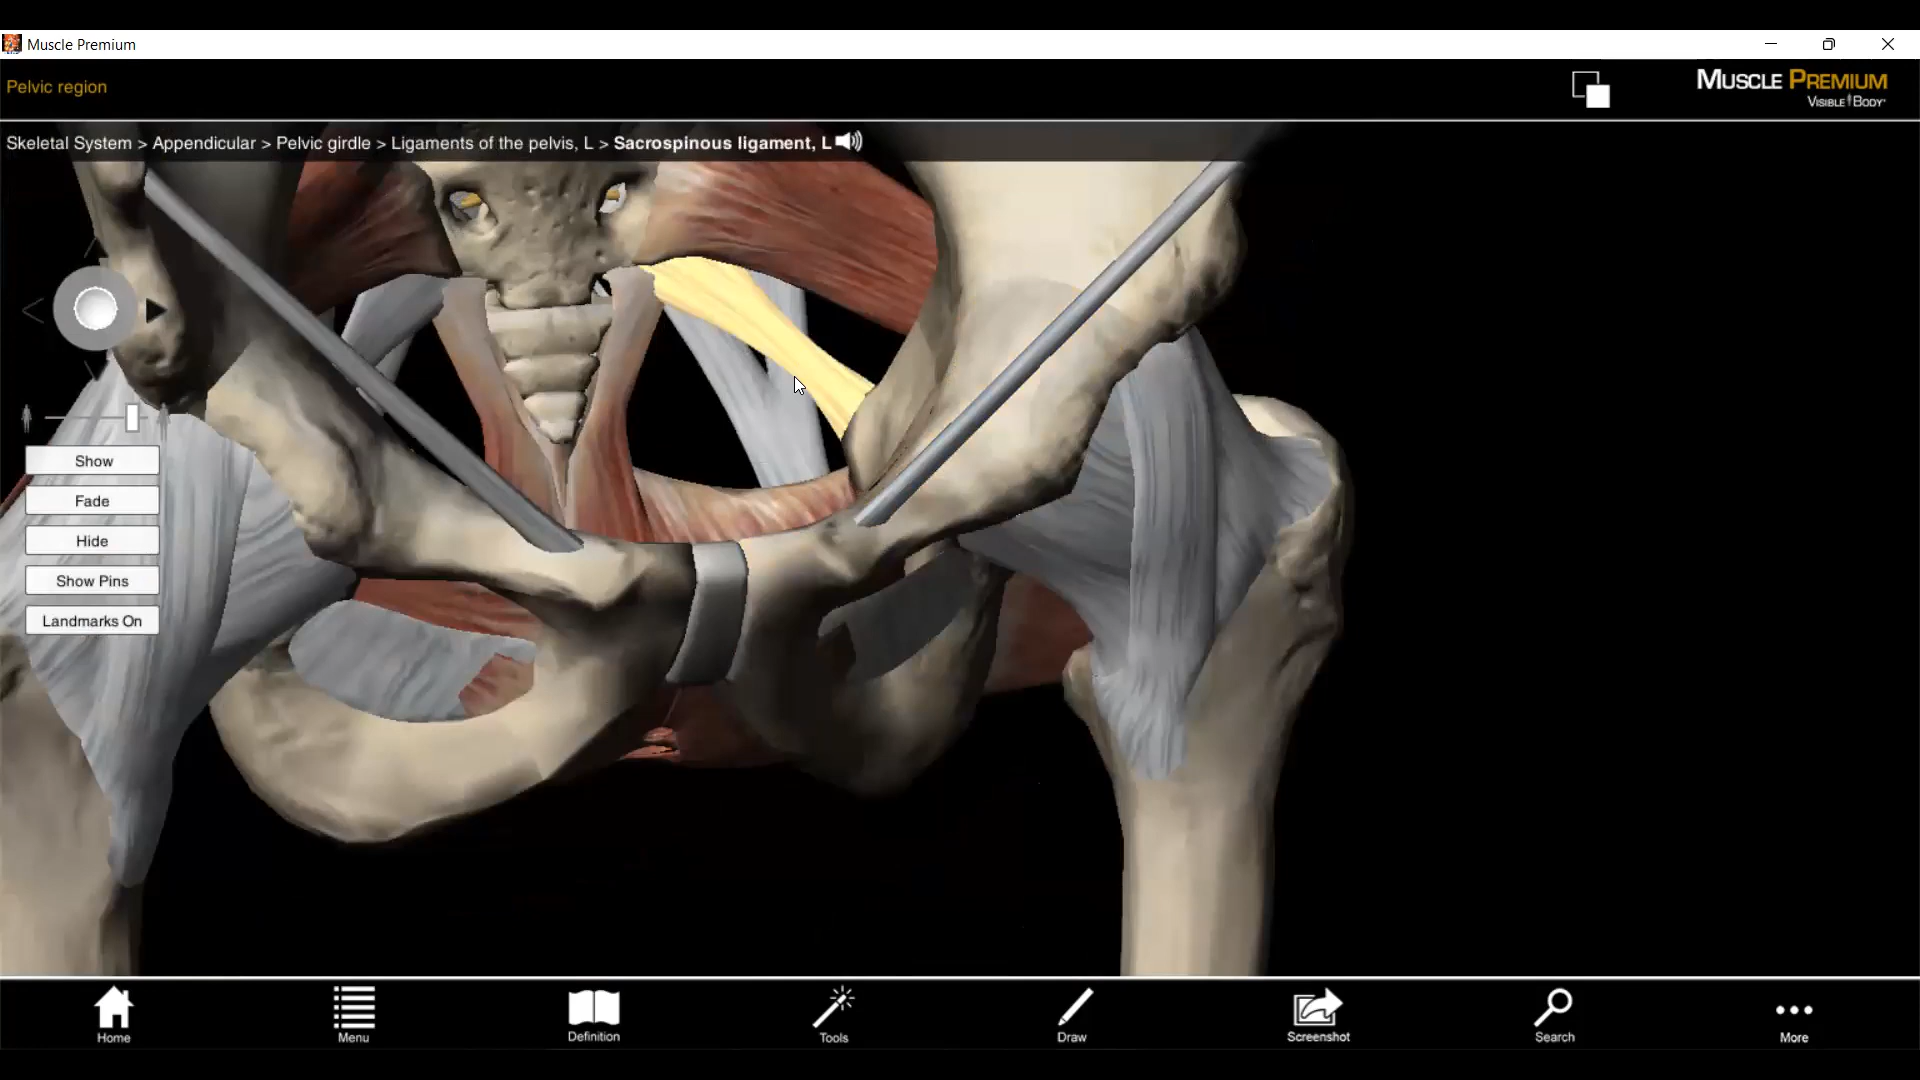 Muscle Premium
Pelvic region
MUSCLE PREMIUM
VISIBLE BODY
Skeletal System > Appendicular > Pelvic girdle > Ligaments of the pelvis, L > Sacrospinous ligament, L
Show
Fade
Hide
Show Pins
Landmarks On
Home
Menu
Definition
Tools
Draw
Screenshot
Search
More